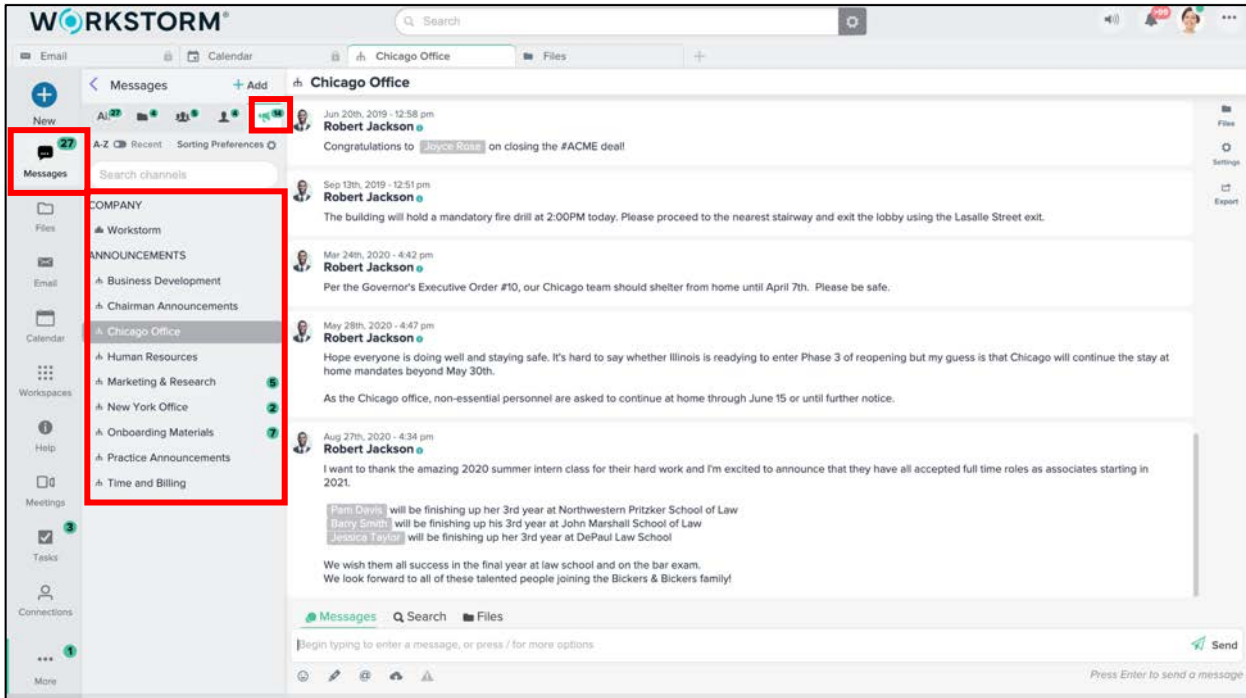 WORKSTORM®
Search
+99
Email
Calendar
Chicago Office
Files
New
Messages 27
Files
Email
Calendar
Workspaces
Help
Meetings
Tasks 3
Connections
More 1
Messages + Add
All 27 4 5 4 14
A-Z Recent Sorting Preferences
Search channels
COMPANY
Workstorm
ANNOUNCEMENTS
Business Development
Chairman Announcements
Chicago Office
Human Resources
Marketing & Research 5
New York Office 2
Onboarding Materials 7
Practice Announcements
Time and Billing
Chicago Office
Jun 20th, 2019 - 12:58 pm
Robert Jackson
Congratulations to Joyce Rose on closing the #ACME deal!
Sep 13th, 2019 - 12:51 pm
Robert Jackson
The building will hold a mandatory fire drill at 2:00PM today. Please proceed to the nearest stairway and exit the lobby using the Lasalle Street exit.
Mar 24th, 2020 - 4:42 pm
Robert Jackson
Per the Governor's Executive Order #10, our Chicago team should shelter from home until April 7th. Please be safe.
May 28th, 2020 - 4:47 pm
Robert Jackson
Hope everyone is doing well and staying safe. It's hard to say whether Illinois is readying to enter Phase 3 of reopening but my guess is that Chicago will continue the stay at
home mandates beyond May 30th.
As the Chicago office, non-essential personnel are asked to continue at home through June 15 or until further notice.
Aug 27th, 2020 - 4:34 pm
Robert Jackson
I want to thank the amazing 2020 summer intern class for their hard work and I'm excited to announce that they have all accepted full time roles as associates starting in
2021.
Pam Davis will be finishing up her 3rd year at Northwestern Pritzker School of Law
Barry Smith will be finishing up his 3rd year at John Marshall School of Law
Jessica Taylor will be finishing up her 3rd year at DePaul Law School
We wish them all success in the final year at law school and on the bar exam.
We look forward to all of these talented people joining the Bickers & Bickers family!
Files
Settings
Export
Messages Search Files
Begin typing to enter a message, or press / for more options
Send
Press Enter to send a message